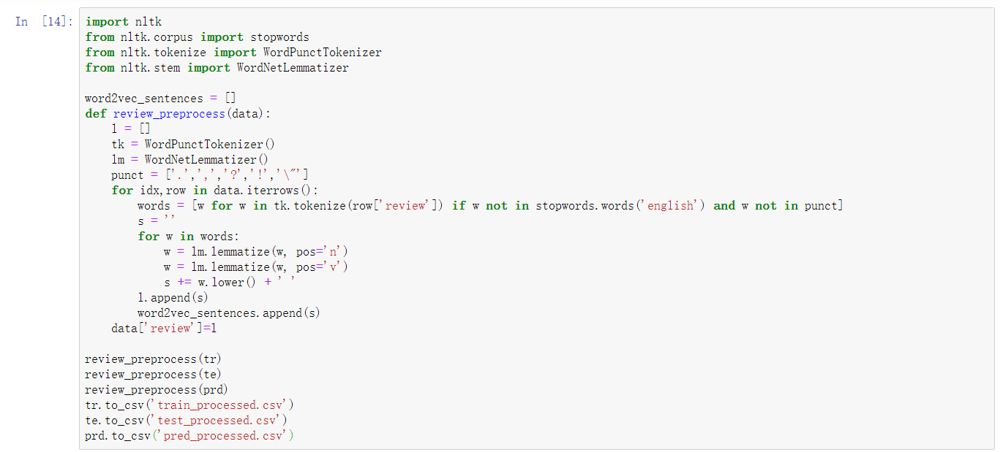 In [14]:
import nltk
from nltk.corpus import stopwords
from nltk.tokenize import WordPunctTokenizer
from nltk.stem import WordNetLemmatizer

word2vec_sentences = []
def review_preprocess(data):
    l = []
    tk = WordPunctTokenizer()
    lm = WordNetLemmatizer()
    punct = ['.',',','?','!','\"']
    for idx,row in data.iterrows():
        words = [w for w in tk.tokenize(row['review']) if w not in stopwords.words('english') and w not in punct]
        s = ''
        for w in words:
            w = lm.lemmatize(w, pos='n')
            w = lm.lemmatize(w, pos='v')
            s += w.lower() + ' '
        l.append(s)
        word2vec_sentences.append(s)
    data['review']=l

review_preprocess(tr)
review_preprocess(te)
review_preprocess(prd)
tr.to_csv('train_processed.csv')
te.to_csv('test_processed.csv')
prd.to_csv('pred_processed.csv')